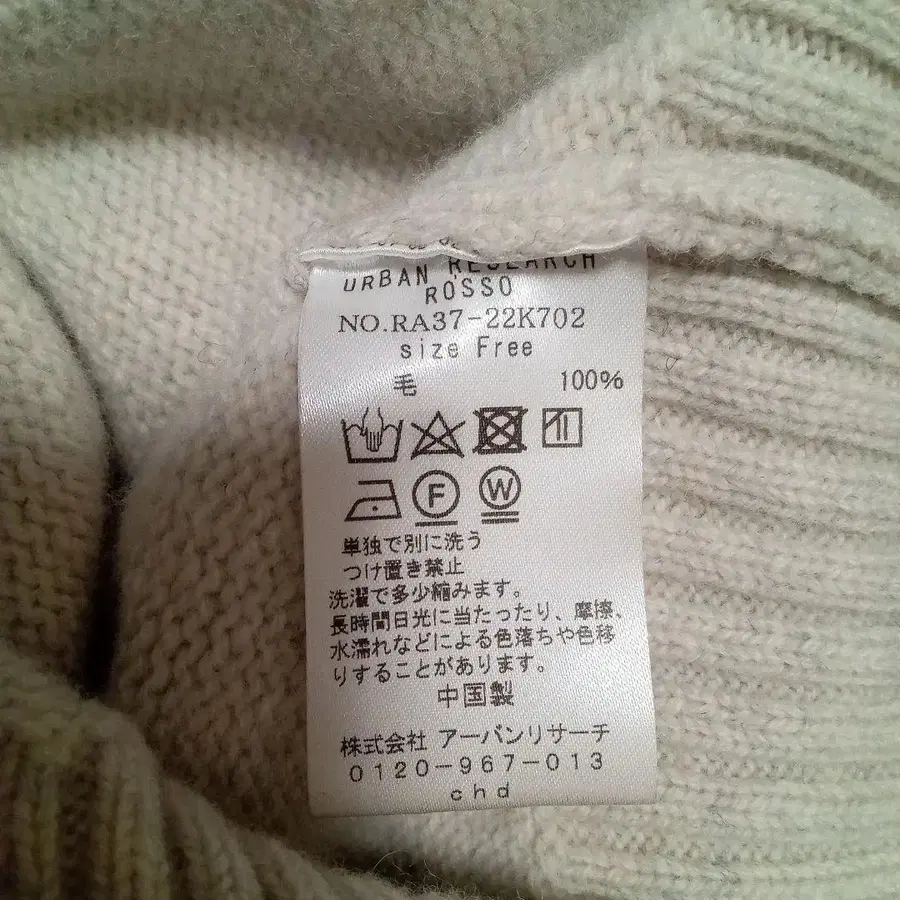 URBAN RESEARCH
ROSSO
NO.RA37-22K702
size Free
毛 100%
F W
単独で別に洗う
つけ置き禁止
洗濯で多少縮みます。
長時間日光に当たったり、摩擦、
水濡れなどによる色落ちや色移
りすることがあります。
中国製
株式会社 アーバンリサーチ
0120-967-013
chd